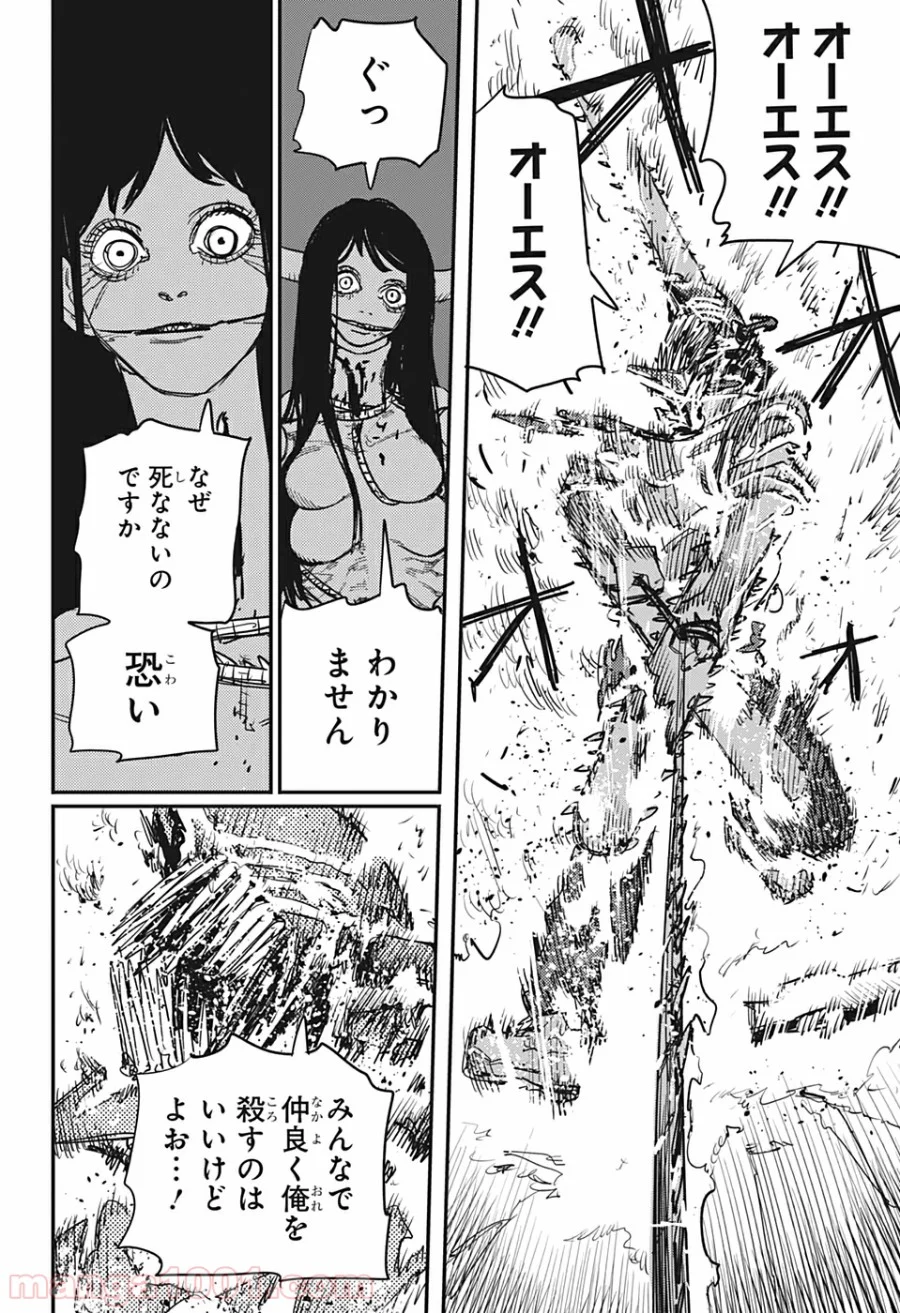 オーエス!!
オーエス!!
オーエス!!
ぐっ
わかり
ません
なぜ
死なないの
ですか
恐い
みんなで
仲良く俺を
殺すのは
いいけど
よお…!